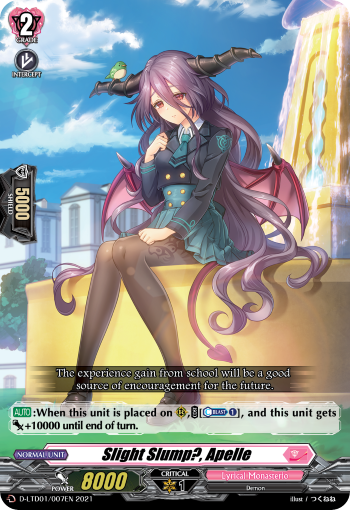 2
GRADE
INTERCEPT
5000
SHIELD
The experience gain from school will be a good
source of encouragement for the future.
AUTO :When this unit is placed on R, COST [C BLAST 1], and this unit gets
+10000 until end of turn.
NORMAL UNIT
Slight Slump?, Apelle
Lyrical Monasterio
POWER 8000
CRITICAL
1
Demon
D-LTD01/007EN 2021
illust / つくねね